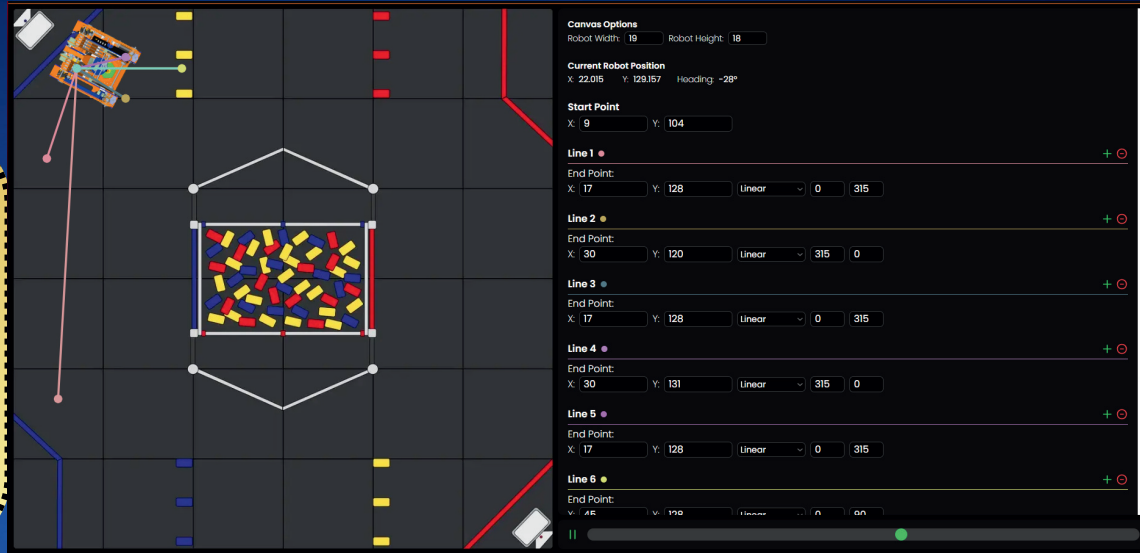 Canvas Options
Robot Width: 19 Robot Height: 18
Current Robot Position
X: 22.015 Y: 129.157 Heading: -28°
Start Point
X: 9 Y: 104
Line 1
End Point:
X: 17 Y: 128 Linear 0 315
Line 2
End Point:
X: 30 Y: 120 Linear 315 0
Line 3
End Point:
X: 17 Y: 128 Linear 0 315
Line 4
End Point:
X: 30 Y: 131 Linear 315 0
Line 5
End Point:
X: 17 Y: 128 Linear 0 315
Line 6
End Point:
X: 45 Y: 128 Linear 0 90